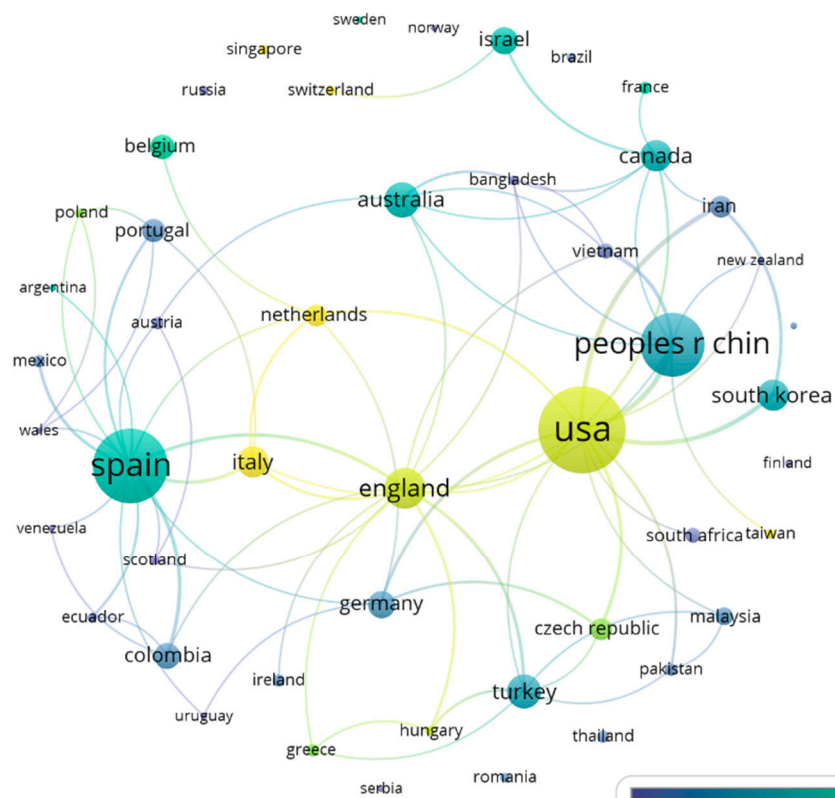 sweden
norway
israel
singapore
brazil
russia
switzerland
france
belgium
canada
bangladesh
australia
poland
iran
portugal
vietnam
new zealand
argentina
netherlands
austria
peoples r chin
mexico
south korea
wales
usa
spain
italy
finland
england
venezuela
south africa
taiwan
scotland
germany
ecuador
malaysia
czech republic
colombia
pakistan
ireland
turkey
uruguay
hungary
thailand
greece
romania
serbia